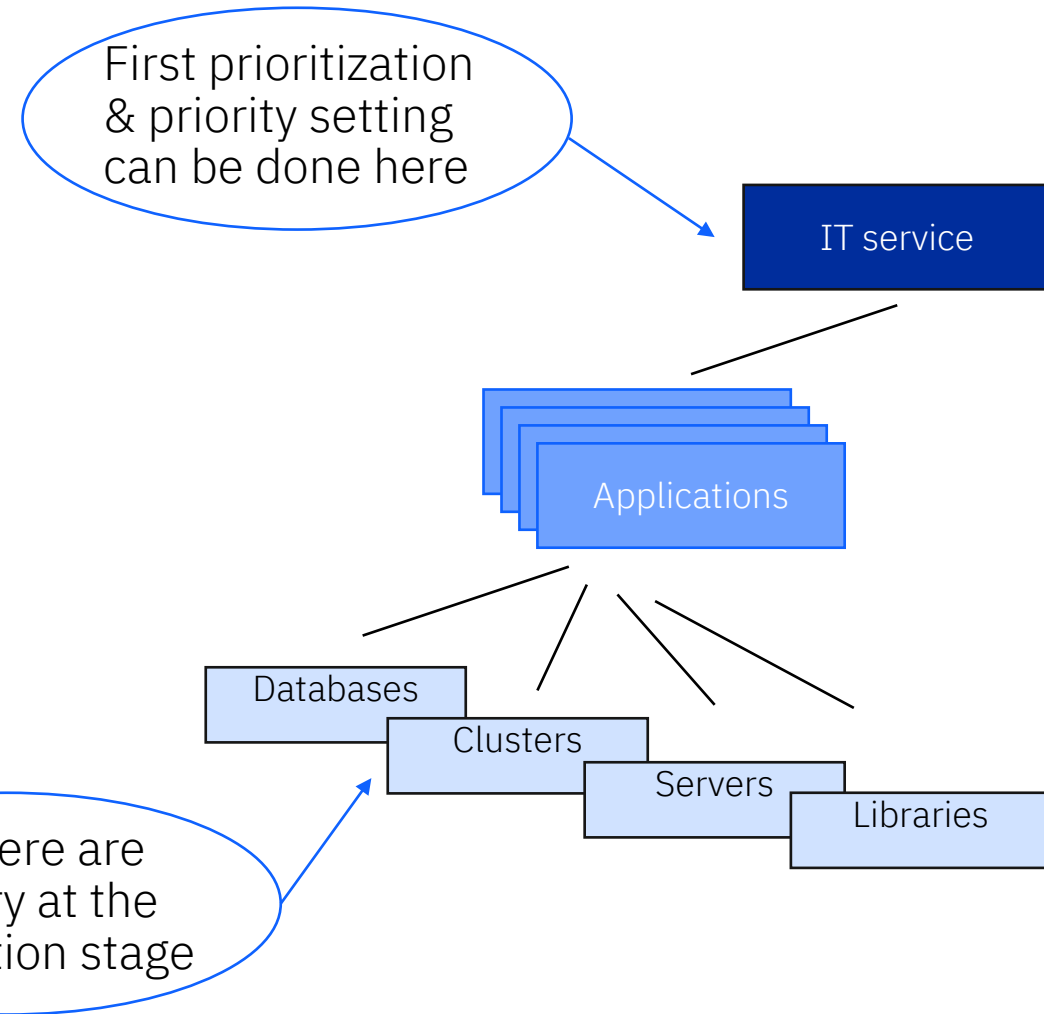 First prioritization
& priority setting
can be done here
IT service
Applications
Databases
Clusters
Servers
Libraries
ere are
at the
stage